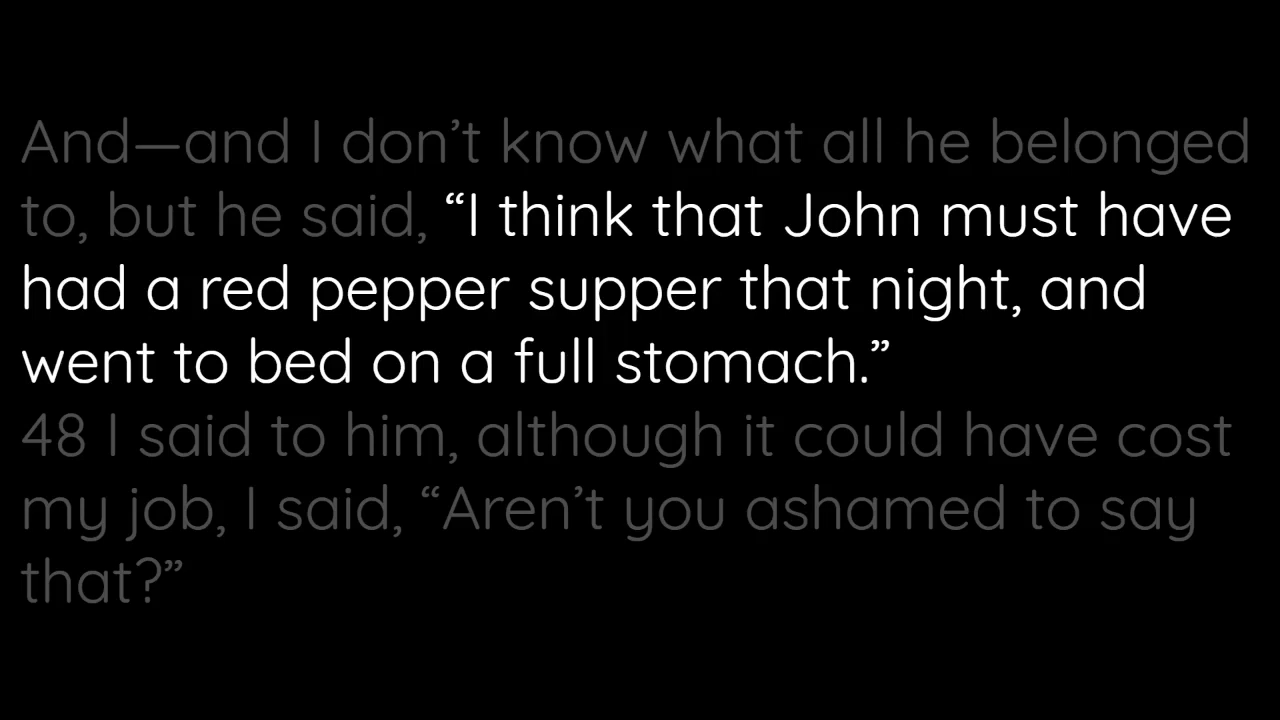 And—and I don’t know what all he belonged
to, but he said, “I think that John must have
had a red pepper supper that night, and
went to bed on a full stomach.”
48 I said to him, although it could have cost
my job, I said, “Aren’t you ashamed to say
that?”